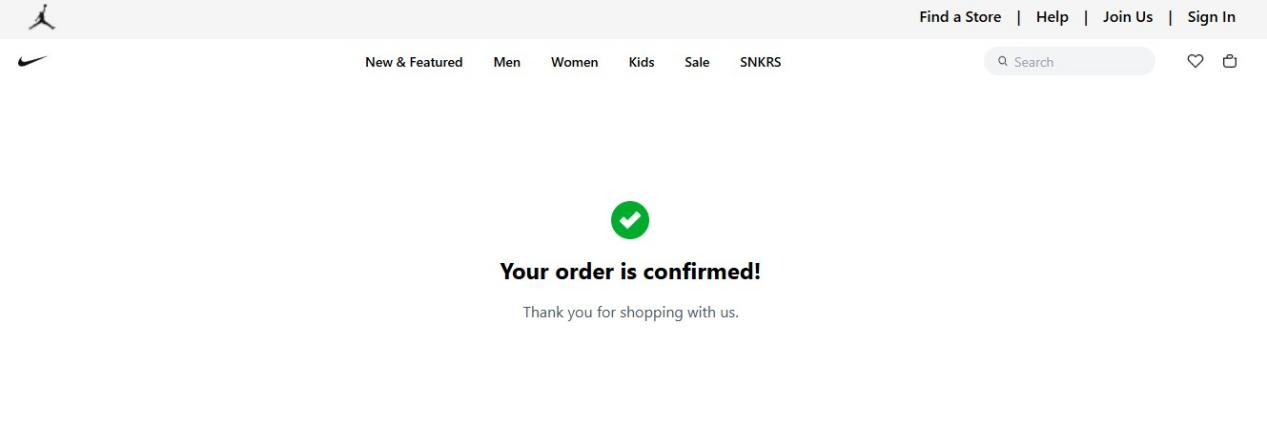 Find a Store | Help | Join Us | Sign In
New & Featured Men Women Kids Sale SNKRS Search
Your order is confirmed!
Thank you for shopping with us.